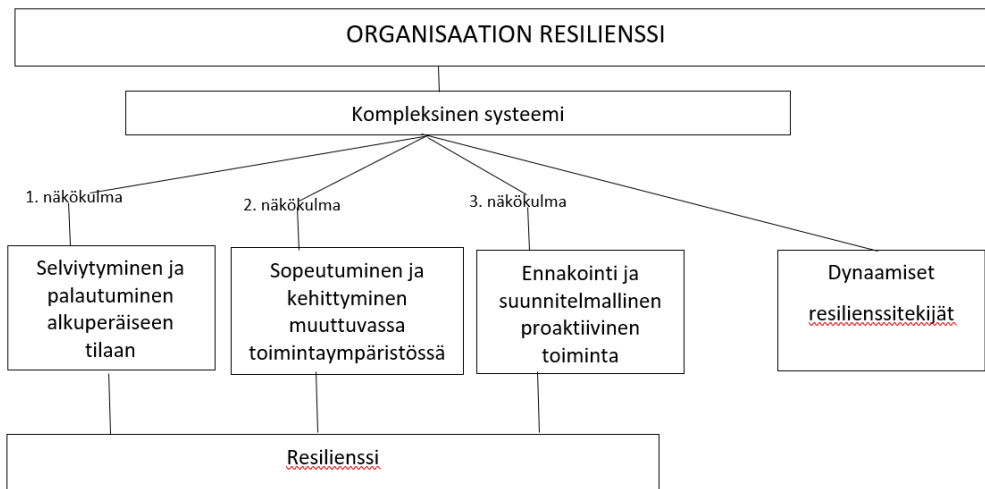 ORGANISAATION RESILIENSSI
Kompleksinen systeemi
1. näkökulma
2. näkökulma
3. näkökulma
Selviytyminen ja
palautuminen
alkuperäiseen
tilaan
Sopeutuminen ja
kehittyminen
muuttuvassa
toimintaympäristössä
Ennakointi ja
suunnitelmallinen
proaktiivinen
toiminta
Dynaamiset
resilienssitekijät
Resilienssi